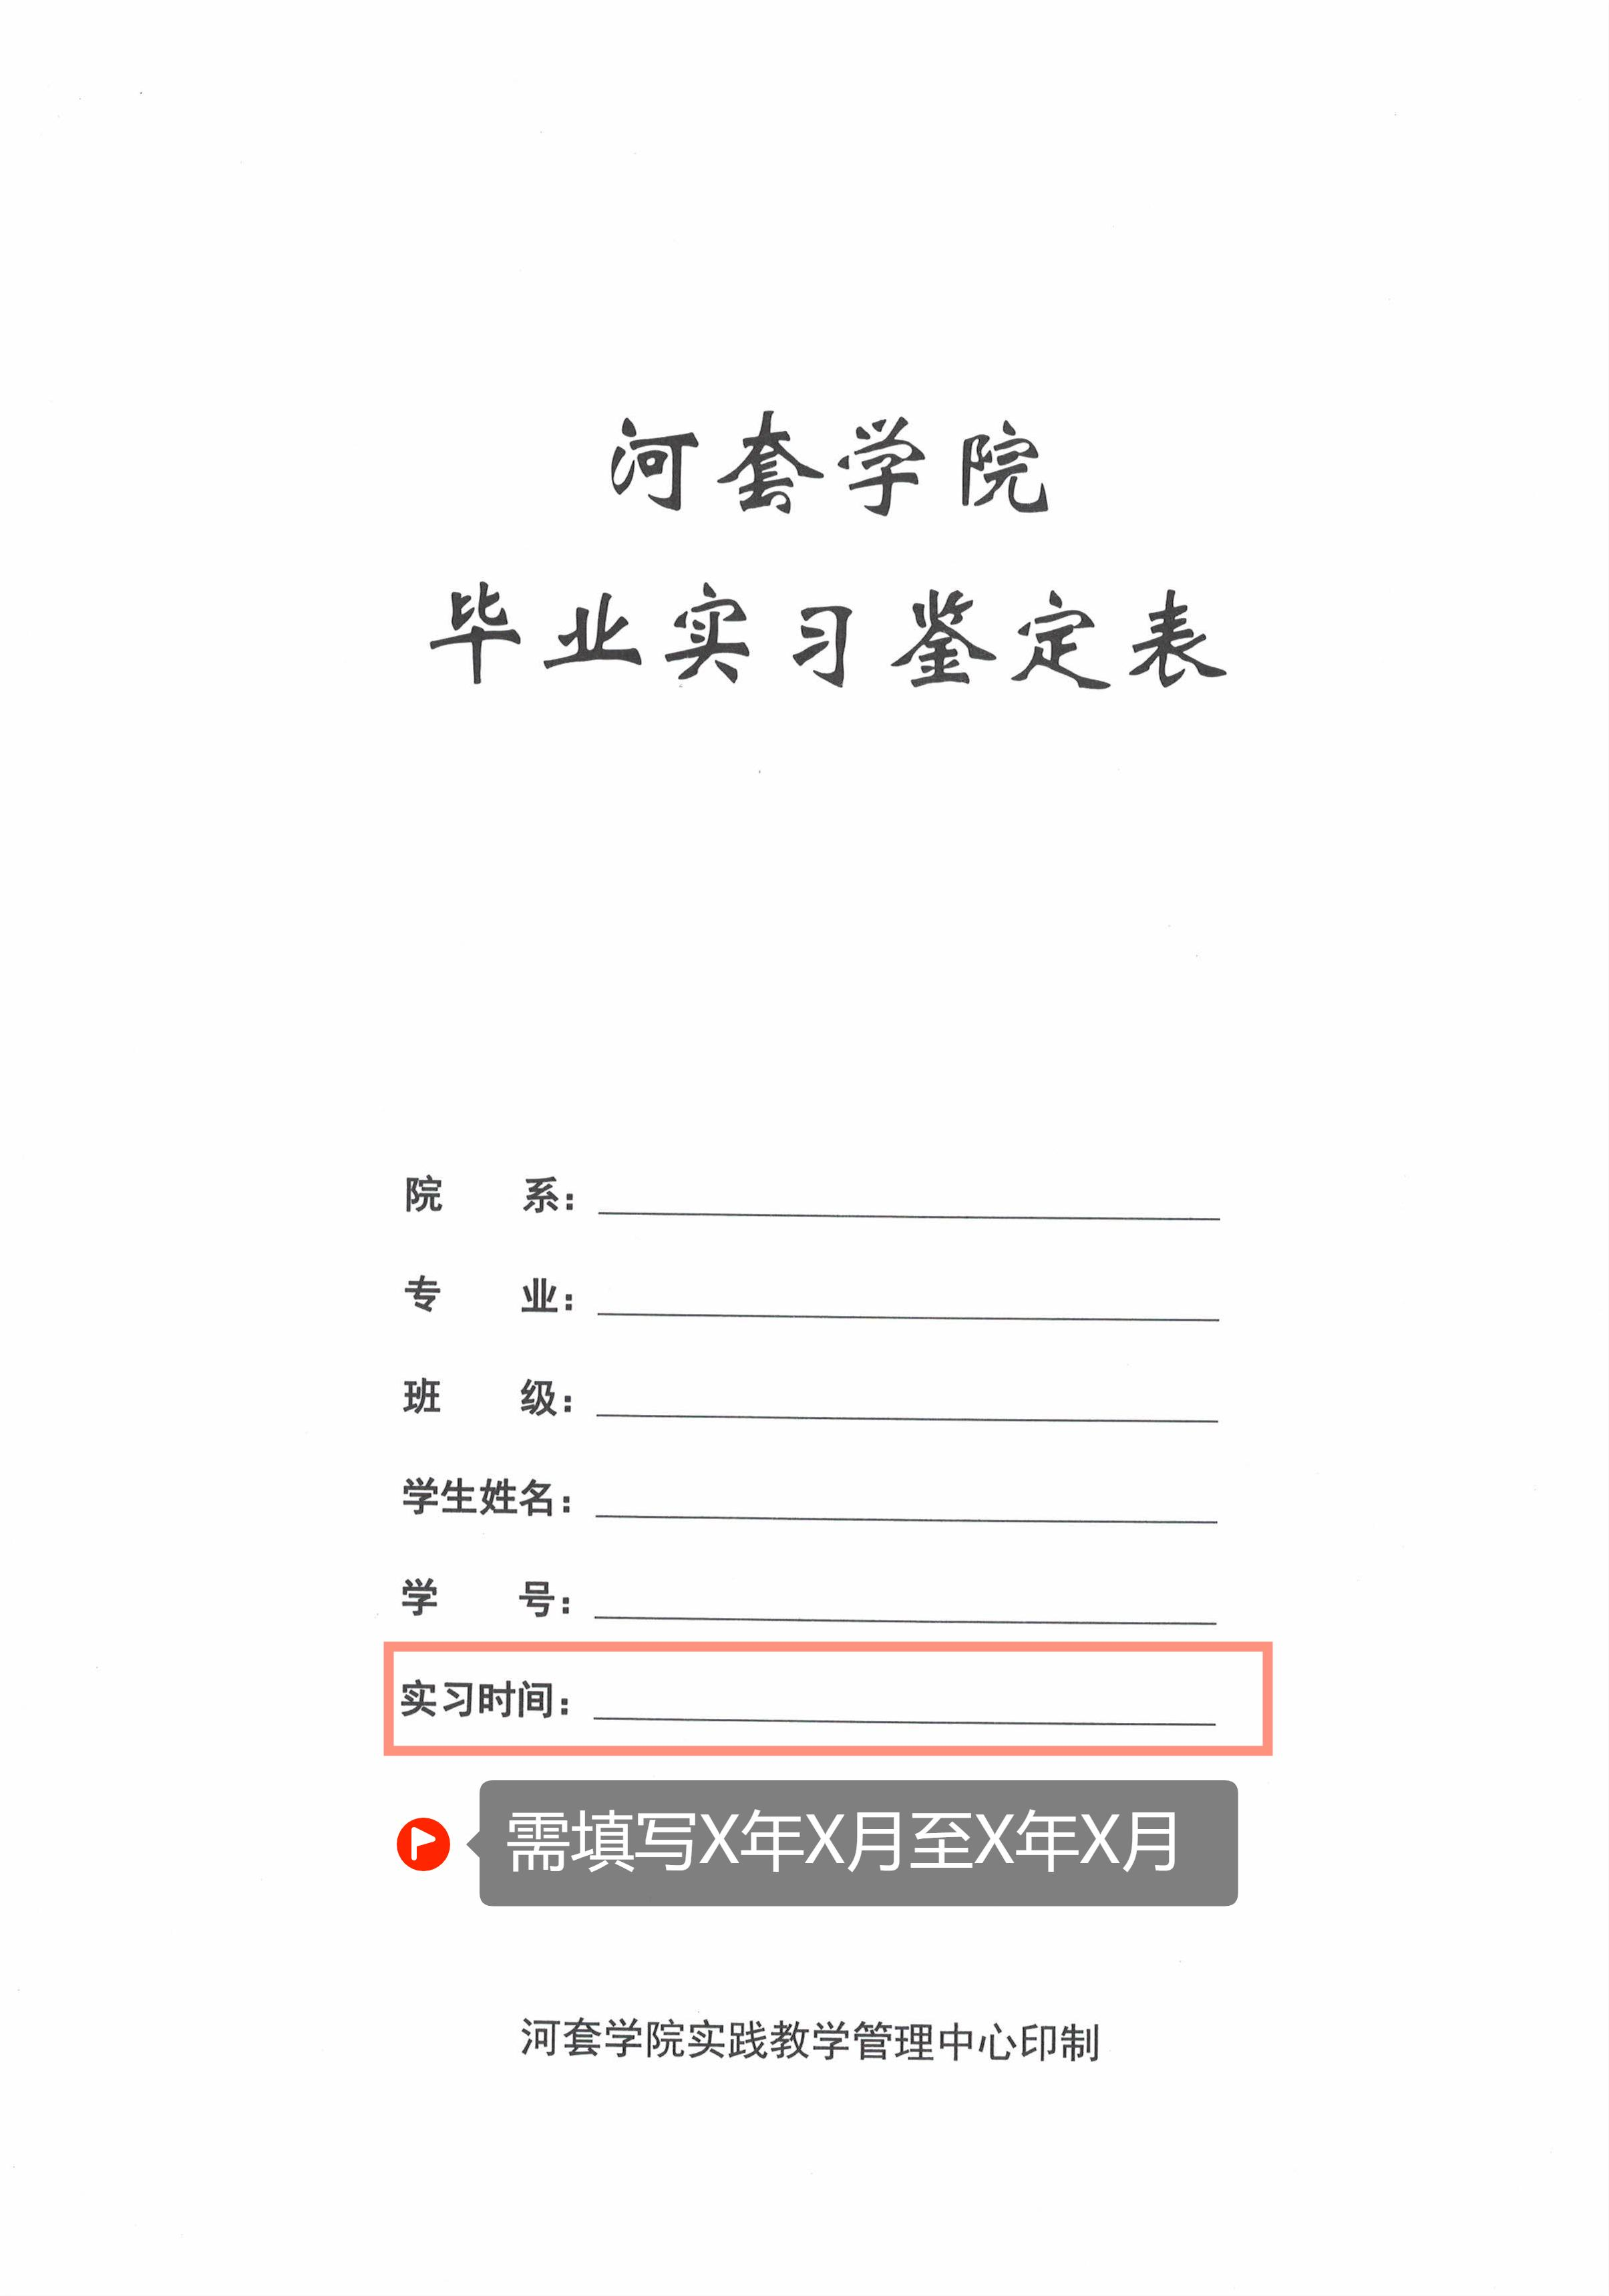 河套学院
毕业实习鉴定表
院 系：
专 业：
班 级：
学生姓名：
学 号：
实习时间：
需填写X年X月至X年X月
河套学院实践教学管理中心印制